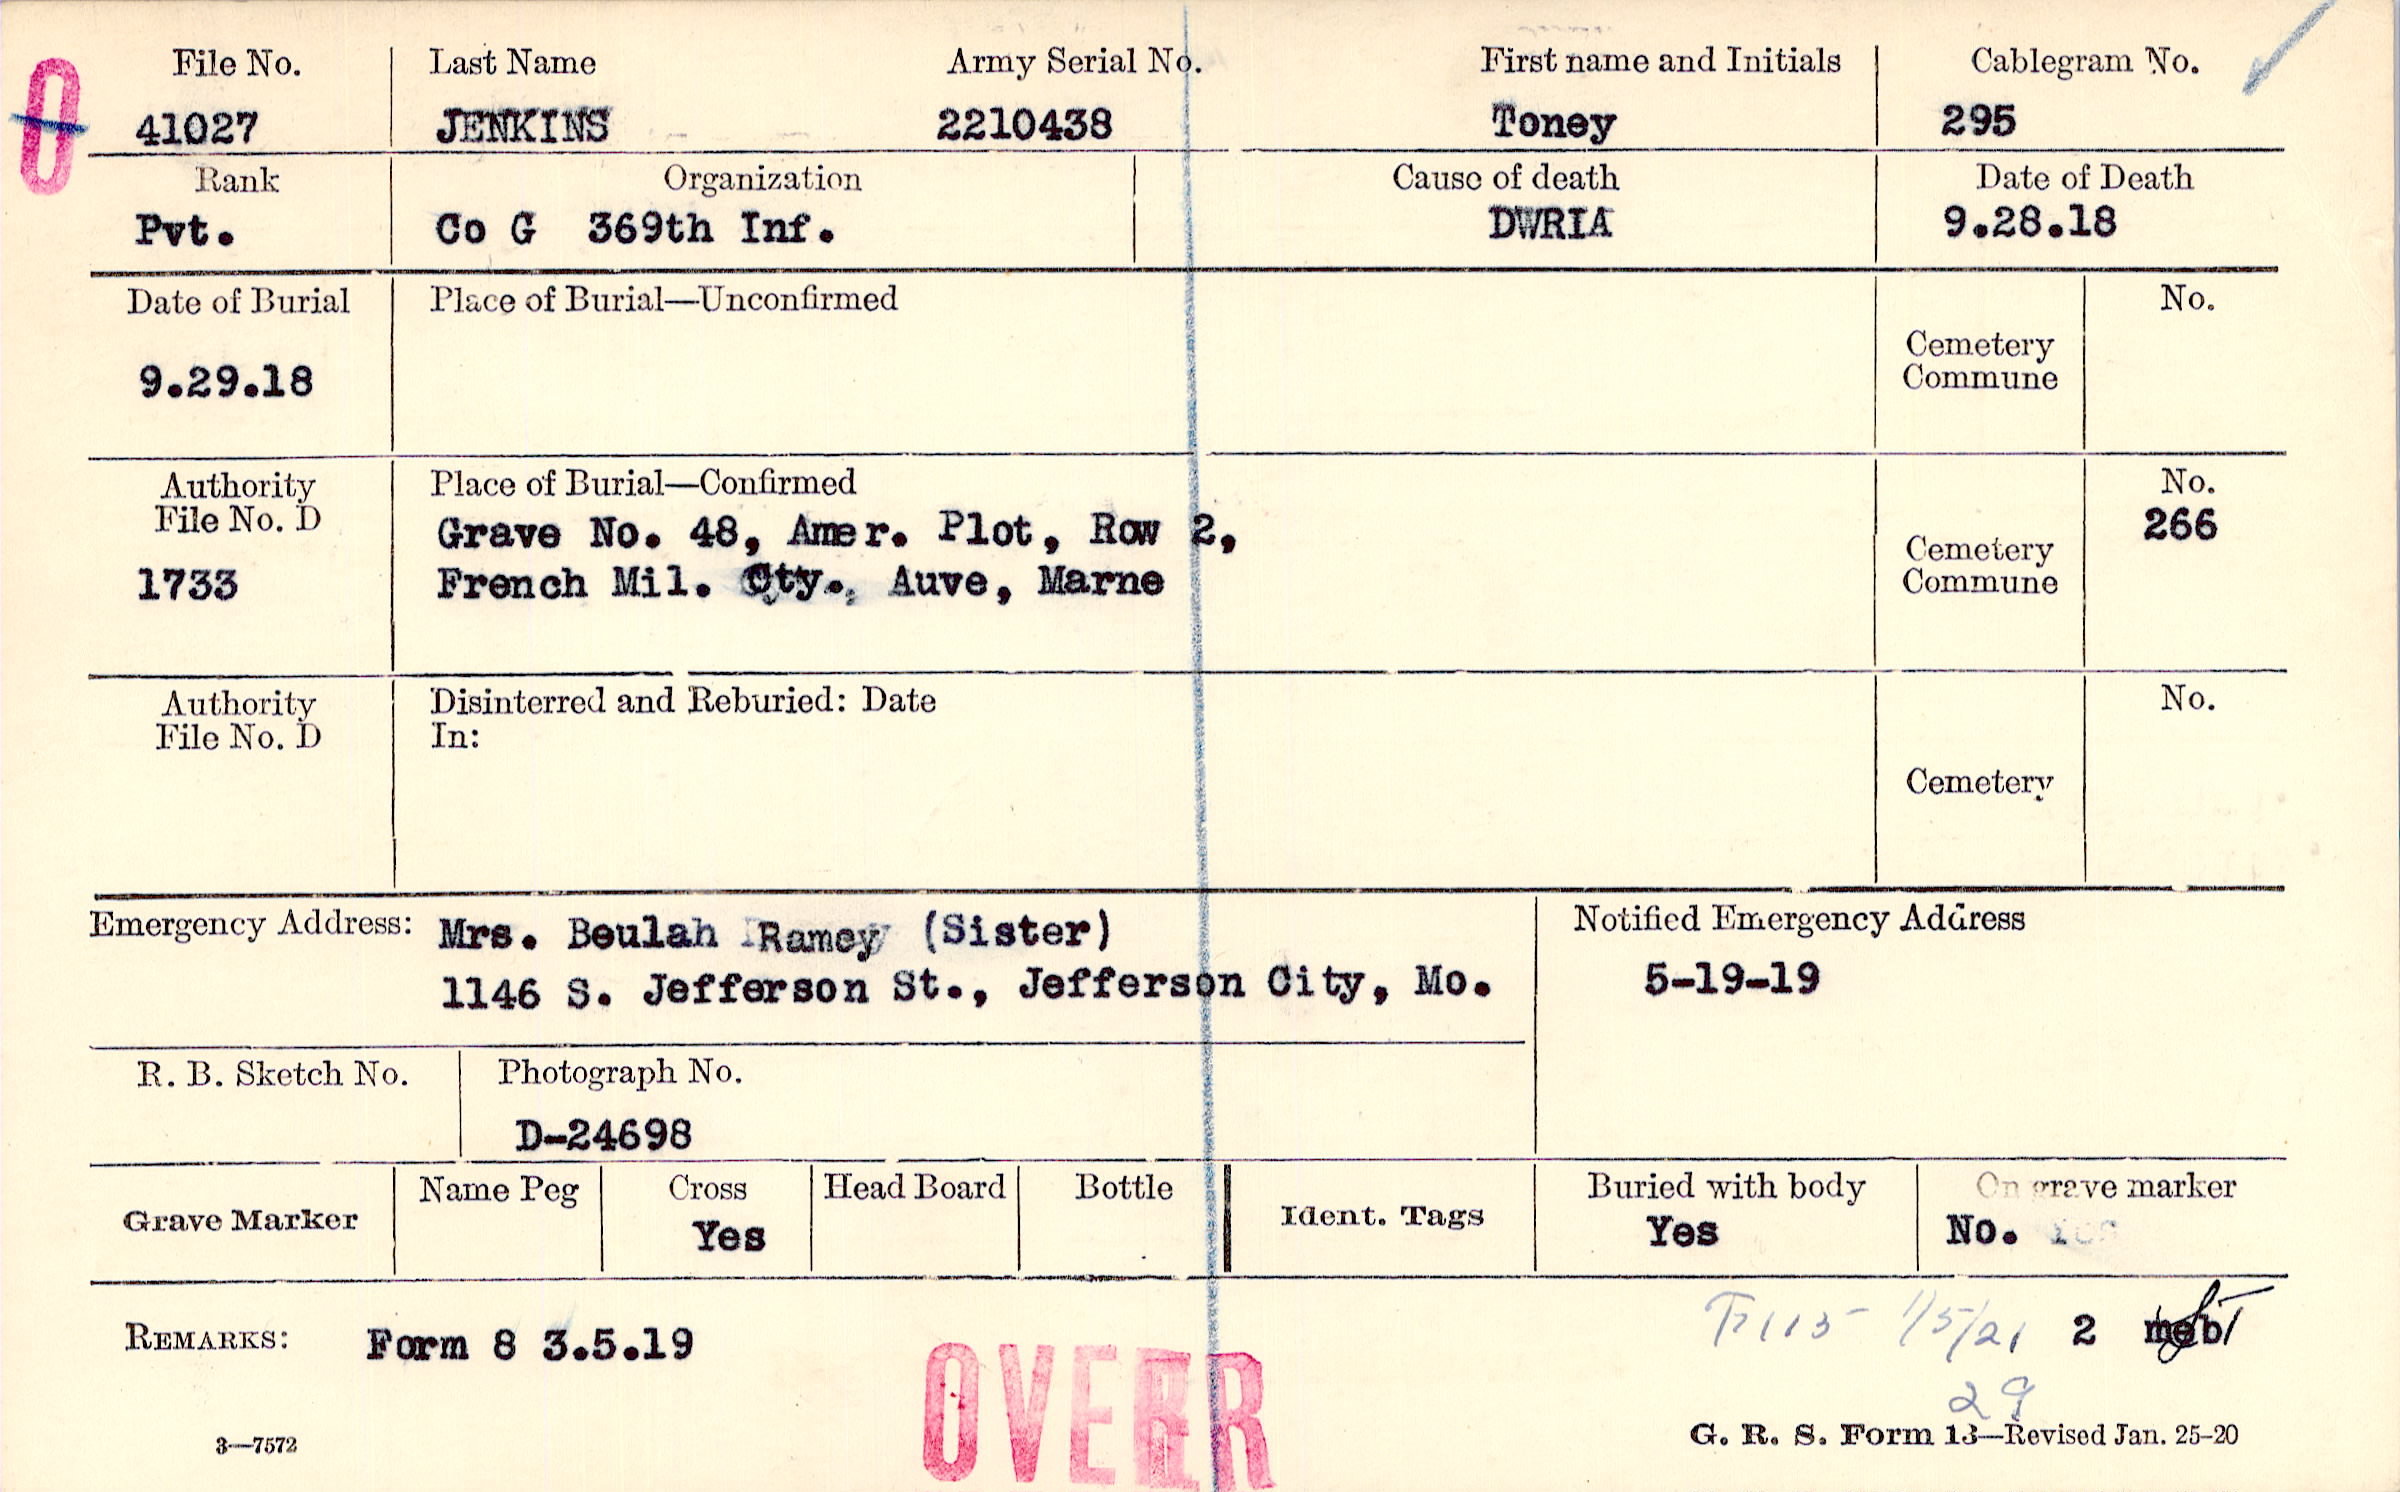 File No. Last Name Army Serial No. First name and Initials Cablegram No.
0 41027 JENKINS 2210438 Toney 295
Rank Organization Cause of death Date of Death
Pvt. Co G 369th Inf. DWRIA 9.28.18
Date of Burial Place of Burial—Unconfirmed No.
Cemetery
Commune
9.29.18
Authority Place of Burial—Confirmed No.
File No. D Grave No. 48, Amer. Plot, Row 2, 266
Cemetery
1733 French Mil. Cty., Auve, Marne Commune
Authority Disinterred and Reburied: Date No.
File No. D In:
Cemetery
Emergency Address: Mrs. Beulah Ramey (Sister) Notified Emergency Address
1146 S. Jefferson St., Jefferson City, Mo. 5-19-19
R. B. Sketch No. Photograph No.
D-24698
Grave Marker Name Peg Cross Head Board Bottle Ident. Tags Buried with body On grave marker
Yes Yes No.
REMARKS: Form 8 3.5.19 1/5/21 2
OVER
29
3—7572 G. R. S. Form 13—Revised Jan. 25-20